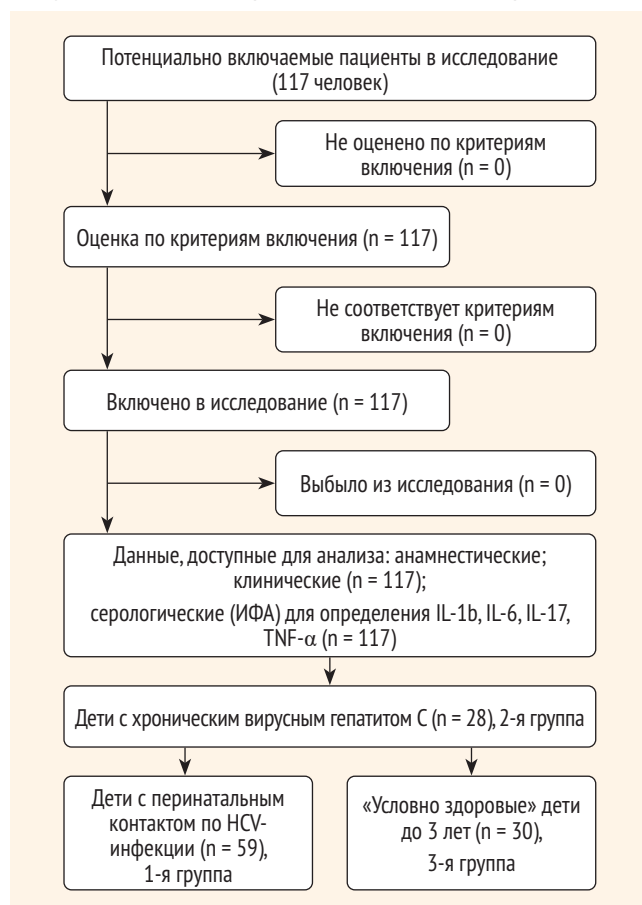 Потенциально включаемые пациенты в исследование
(117 человек)
Не оценено по критериям
включения (n = 0)
Оценка по критериям включения (n = 117)
Не соответствует критериям
включения (n = 0)
Включено в исследование (n = 117)
Выбыло из исследования (n = 0)
Данные, доступные для анализа: анамнестические;
клинические (n = 117);
серологические (ИФА) для определения IL-1b, IL-6, IL-17,
TNF-α (n = 117)
Дети с хроническим вирусным гепатитом С (n = 28), 2-я группа
Дети с перинатальным
контактом по HCV-
инфекции (n = 59),
1-я группа
«Условно здоровые» дети
до 3 лет (n = 30),
3-я группа